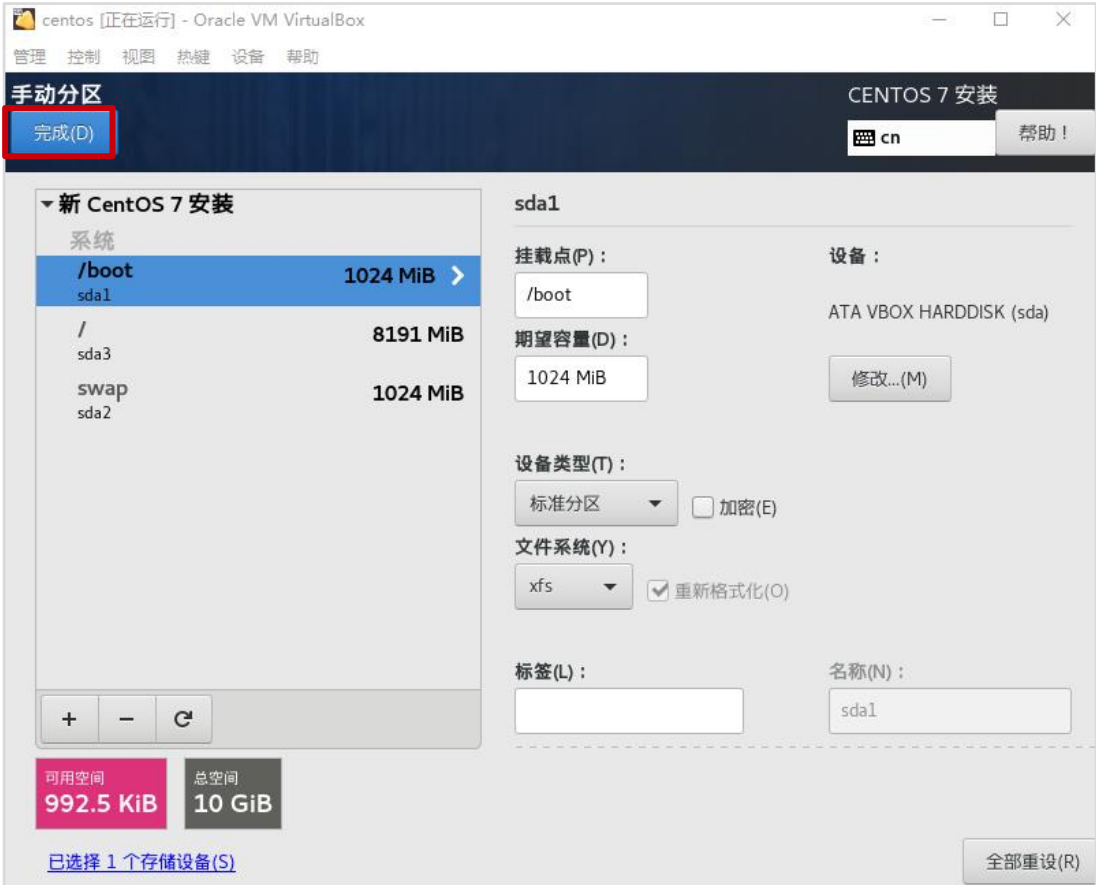 centos [正在运行] - Oracle VM VirtualBox
管理 控制 视图 热键 设备 帮助
手动分区
CENTOS 7 安装
完成(D)
cn
帮助！
新 CentOS 7 安装
系统
/boot
1024 MiB
sda1
/
8191 MiB
sda3
swap
1024 MiB
sda2
+ −
可用空间
992.5 KiB
总空间
10 GiB
已选择 1 个存储设备(S)
sda1
挂载点(P)：
设备：
/boot
ATA VBOX HARDDISK (sda)
期望容量(D)：
1024 MiB
修改...(M)
设备类型(T)：
标准分区
加密(E)
文件系统(Y)：
xfs
重新格式化(O)
标签(L)：
名称(N)：
sda1
全部重设(R)